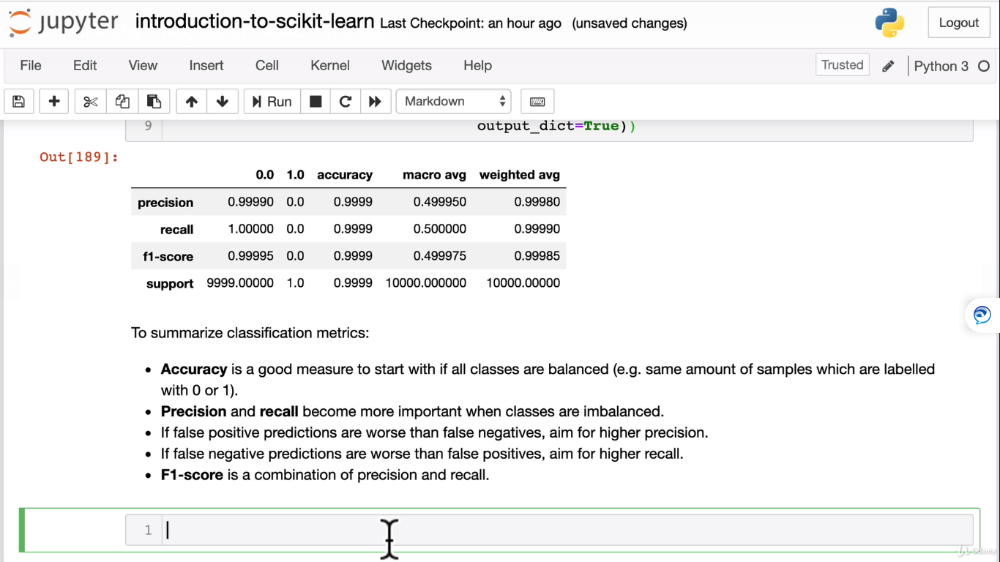 jupyter introduction-to-scikit-learn Last Checkpoint: an hour ago (unsaved changes) Logout
File Edit View Insert Cell Kernel Widgets Help Trusted Python 3
Run Markdown
9 output_dict=True))
Out[189]:
0.0 1.0 accuracy macro avg weighted avg
precision 0.99990 0.0 0.9999 0.499950 0.99980
recall 1.00000 0.0 0.9999 0.500000 0.99990
f1-score 0.99995 0.0 0.9999 0.499975 0.99985
support 9999.00000 1.0 0.9999 10000.000000 10000.00000
To summarize classification metrics:
• Accuracy is a good measure to start with if all classes are balanced (e.g. same amount of samples which are labelled
with 0 or 1).
• Precision and recall become more important when classes are imbalanced.
• If false positive predictions are worse than false negatives, aim for higher precision.
• If false negative predictions are worse than false positives, aim for higher recall.
• F1-score is a combination of precision and recall.
1
Udemy